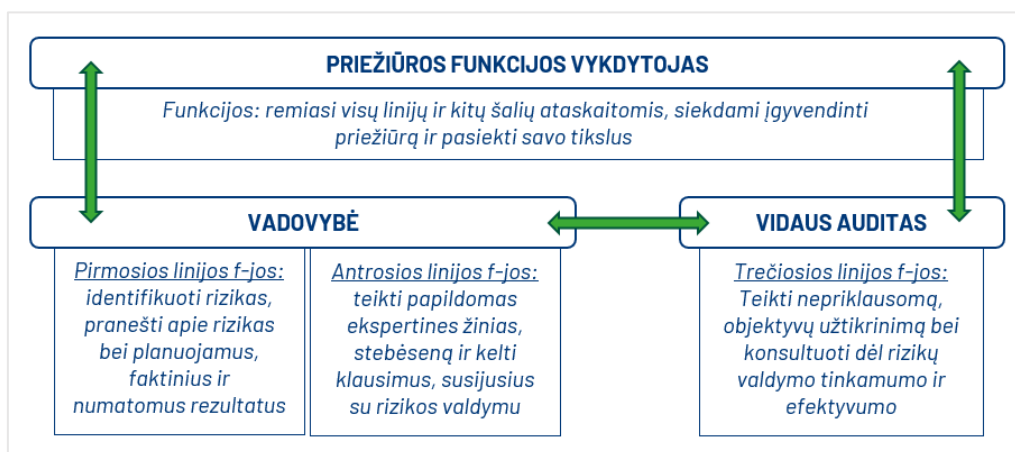 PRIEŽIŪROS FUNKCIJOS VYKDYTOJAS
Funkcijos: remiasi visų linijų ir kitų šalių ataskaitomis, siekdami įgyvendinti
priežiūrą ir pasiekti savo tikslus
VADOVYBĖ
Pirmosios linijos f-jos:
identifikuoti rizikas,
pranešti apie rizikas
bei planuojamus,
faktinius ir
numatomus rezultatus
Antrosios linijos f-jos:
teikti papildomas
ekspertines žinias,
stebėseną ir kelti
klausimus, susijusius
su rizikos valdymu
VIDAUS AUDITAS
Trečiosios linijos f-jos:
Teikti nepriklausomą,
objektyvų užtikrinimą bei
konsultuoti dėl rizikų
valdymo tinkamumo ir
efektyvumo